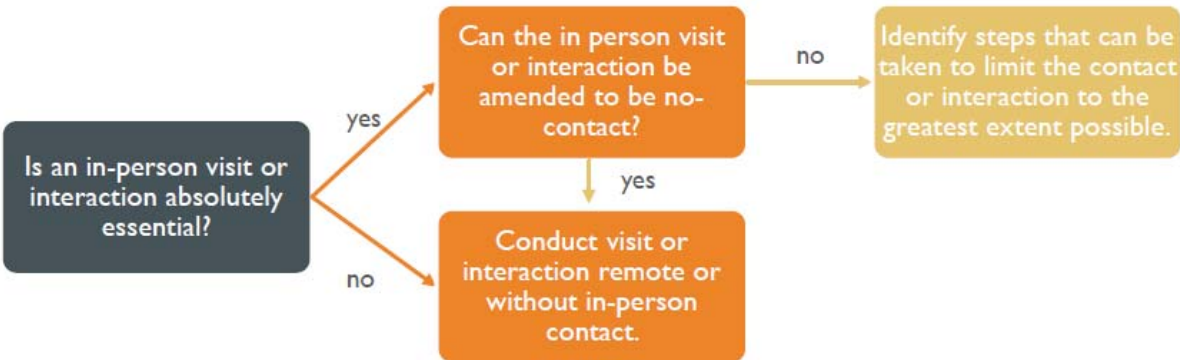 Is an in-person visit or
interaction absolutely
essential?
yes
Can the in person visit
or interaction be
amended to be no-
contact?
no
Identify steps that can be
taken to limit the contact
or interaction to the
greatest extent possible.
yes
no
Conduct visit or
interaction remote or
without in-person
contact.